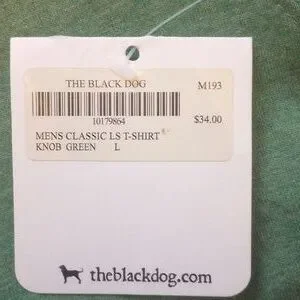 THE BLACK DOG M193
10179864
$34.00
MENS CLASSIC LS T-SHIRT
KNOB GREEN L
theblackdog.com